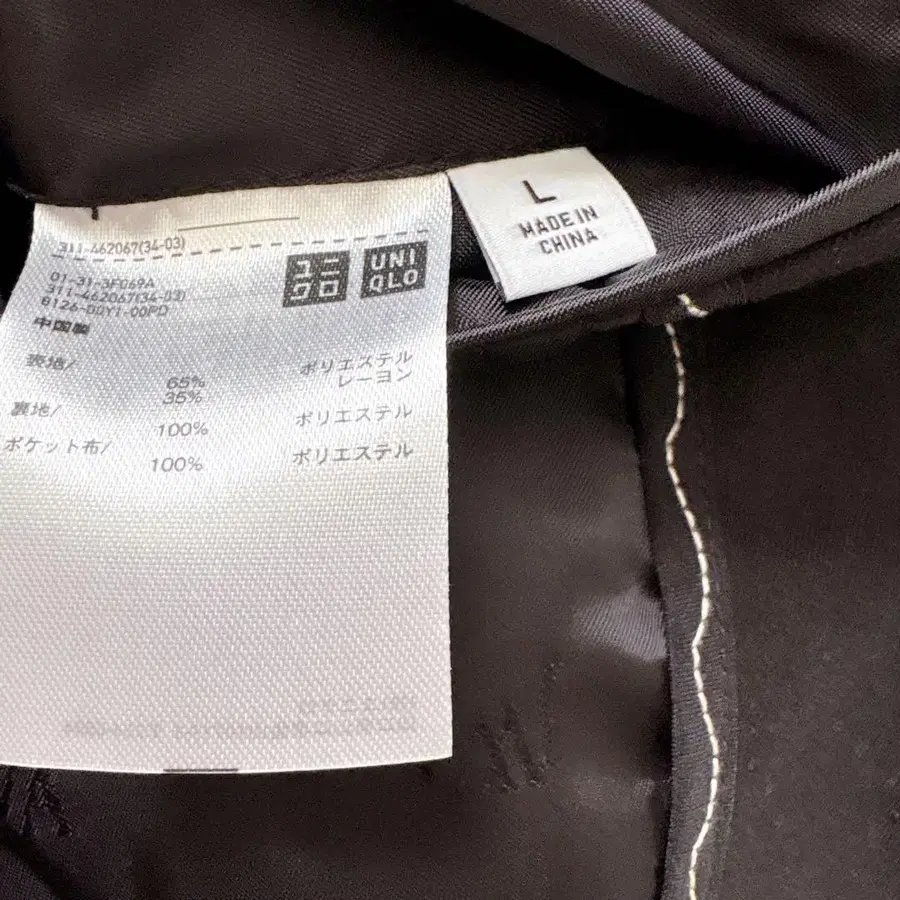 311-462067(34-03)
01-31-3F069A
311-462067(34-03)
6126-00Y1-00PD
中国製
ユニ
クロ
UNI
QLO
表地/
65% ポリエステル
35% レーヨン
裏地/
100% ポリエステル
ポケット布/
100% ポリエステル
L
MADE IN
CHINA